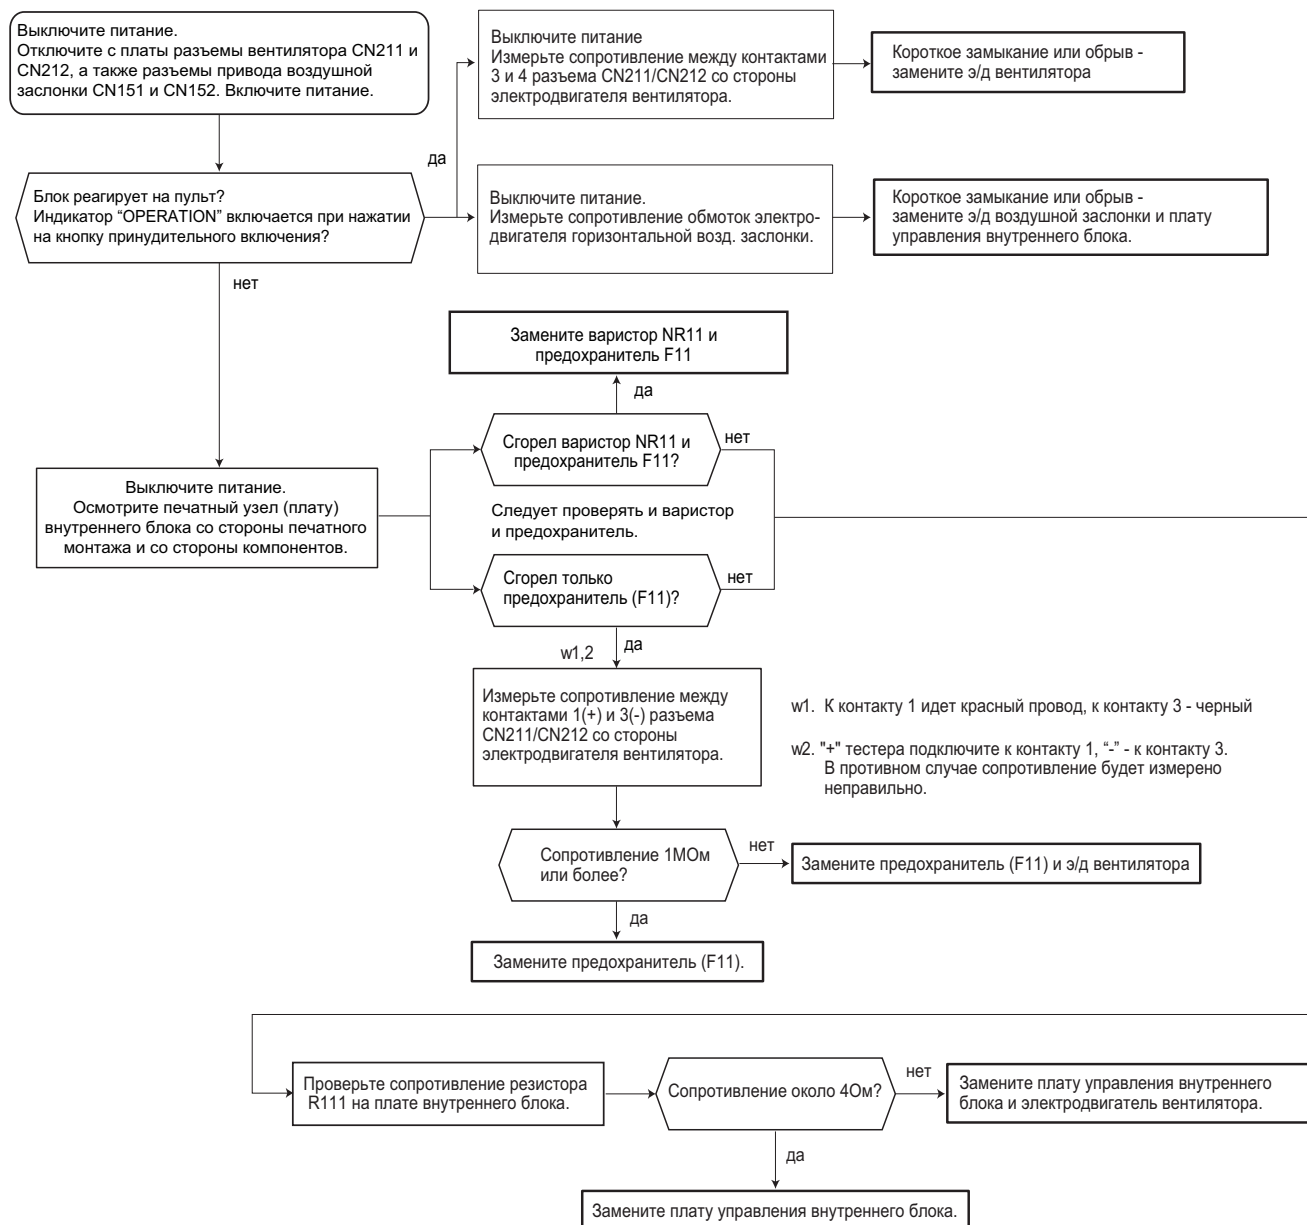 Выключите питание.
Отключите с платы разъемы вентилятора CN211 и
CN212, а также разъемы привода воздушной
заслонки CN151 и CN152. Включите питание.
Выключите питание
Измерьте сопротивление между контактами
3 и 4 разъема CN211/CN212 со стороны
электродвигателя вентилятора.
Короткое замыкание или обрыв -
замените э/д вентилятора
да
Блок реагирует на пульт?
Индикатор “OPERATION” включается при нажатии
на кнопку принудительного включения?
Выключите питание.
Измерьте сопротивление обмоток электро-
двигателя горизонтальной возд. заслонки.
Короткое замыкание или обрыв -
замените э/д воздушной заслонки и плату
управления внутреннего блока.
нет
Замените варистор NR11 и
предохранитель F11
да
Сгорел варистор NR11 и
предохранитель F11?
нет
Выключите питание.
Осмотрите печатный узел (плату)
внутреннего блока со стороны печатного
монтажа и со стороны компонентов.
Следует проверять и варистор
и предохранитель.
Сгорел только
предохранитель (F11)?
нет
w1,2
да
Измерьте сопротивление между
контактами 1(+) и 3(-) разъема
CN211/CN212 со стороны
электродвигателя вентилятора.
w1. К контакту 1 идет красный провод, к контакту 3 - черный
w2. "+" тестера подключите к контакту 1, “-” - к контакту 3.
В противном случае сопротивление будет измерено
неправильно.
Сопротивление 1МОм
или более?
нет
Замените предохранитель (F11) и э/д вентилятора
да
Замените предохранитель (F11).
Проверьте сопротивление резистора
R111 на плате внутреннего блока.
Сопротивление около 4Ом?
нет
Замените плату управления внутреннего
блока и электродвигатель вентилятора.
да
Замените плату управления внутреннего блока.